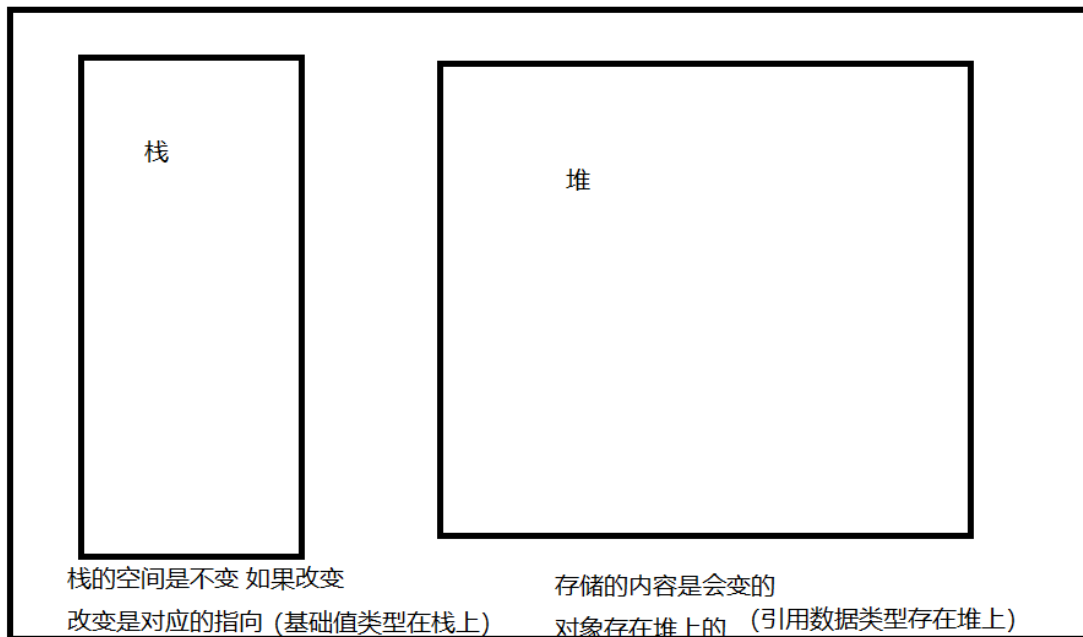 栈
堆
栈的空间是不变 如果改变
改变是对应的指向 (基础值类型在栈上)
存储的内容是会变的
对象存在堆上的 (引用数据类型存在堆上)